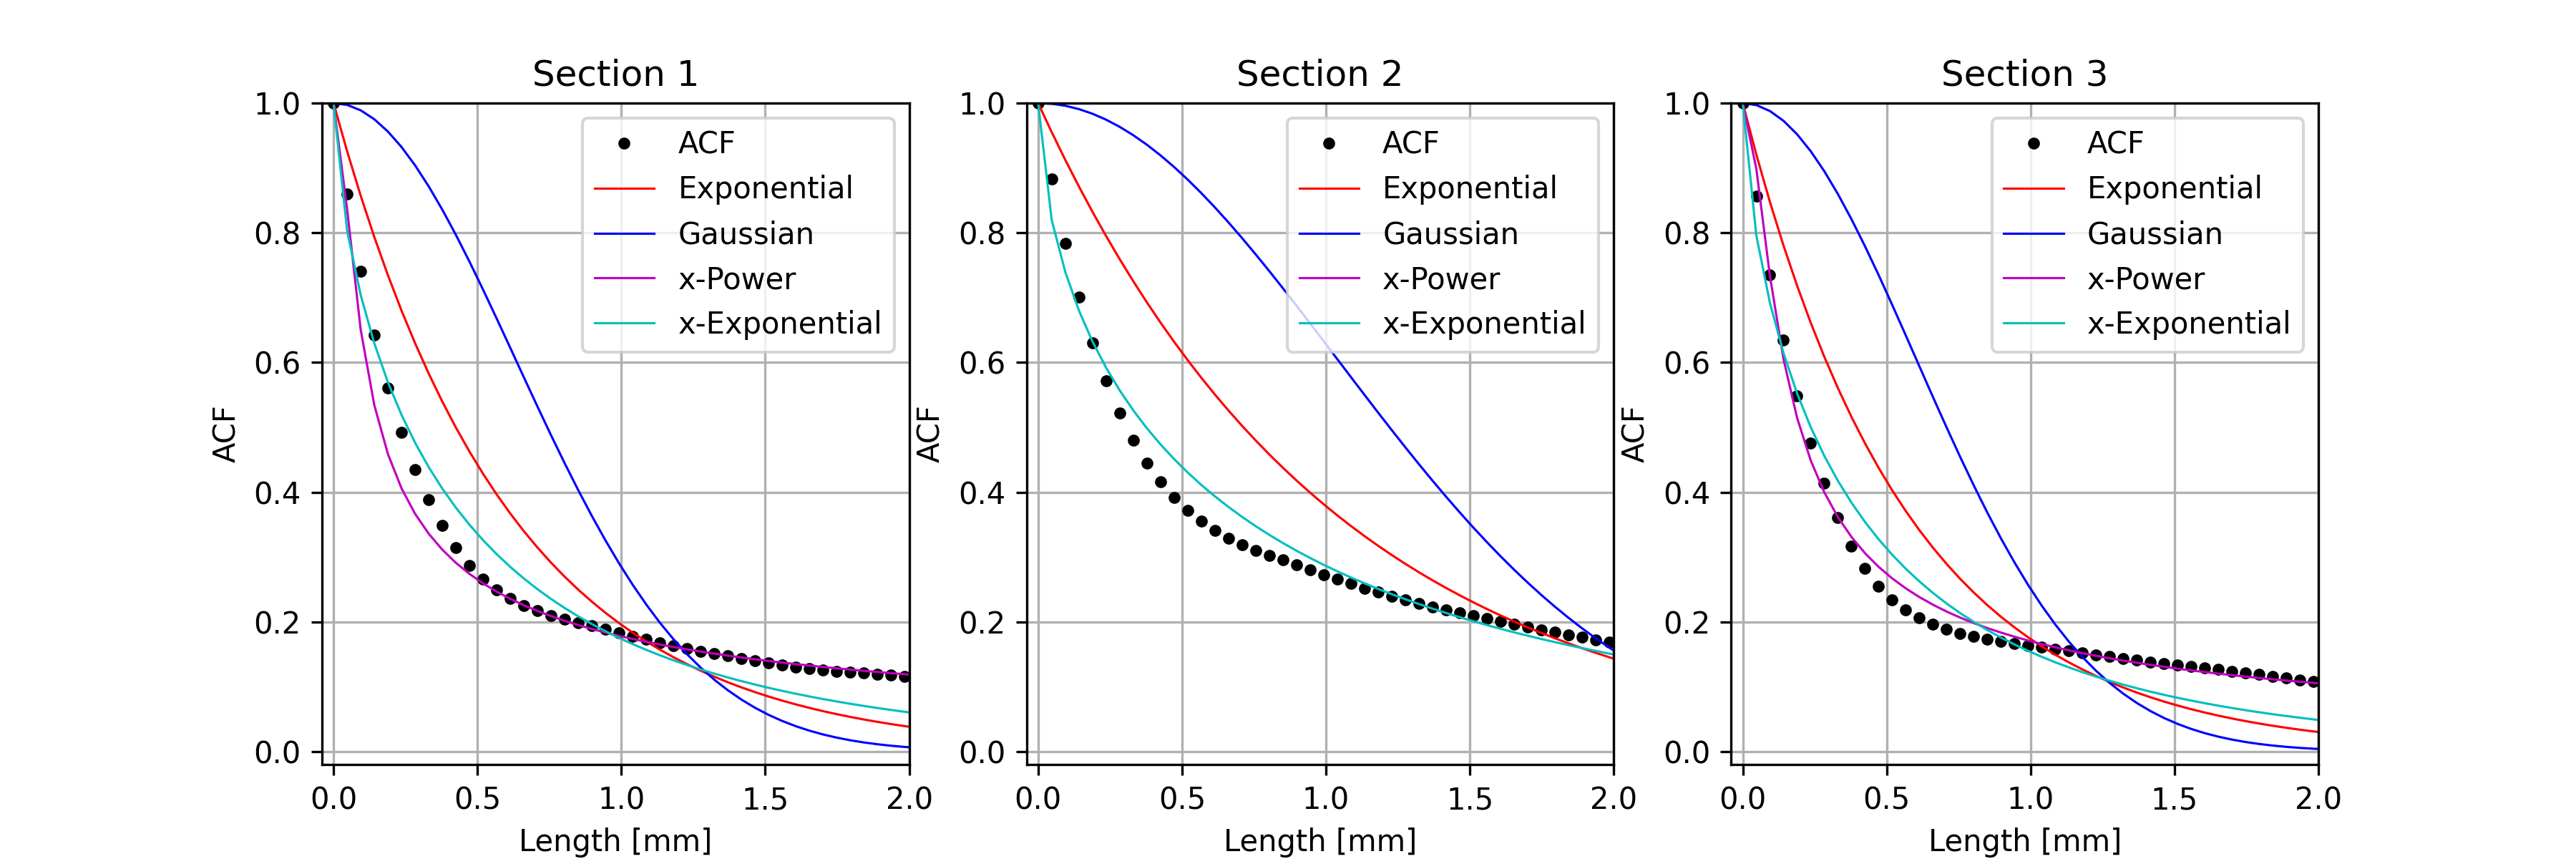 Section 1
1.0
0.8
0.6
0.4
0.2
0.0
ACF
ACF
Exponential
Gaussian
x-Power
x-Exponential
0.0 0.5 1.0 1.5 2.0
Length [mm]
Section 2
1.0
0.8
0.6
0.4
0.2
0.0
ACF
ACF
Exponential
Gaussian
x-Power
x-Exponential
0.0 0.5 1.0 1.5 2.0
Length [mm]
Section 3
1.0
0.8
0.6
0.4
0.2
0.0
ACF
ACF
Exponential
Gaussian
x-Power
x-Exponential
0.0 0.5 1.0 1.5 2.0
Length [mm]